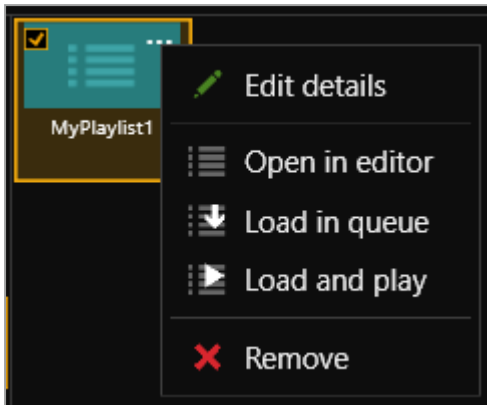 MyPlaylist1
Edit details
Open in editor
Load in queue
Load and play
Remove